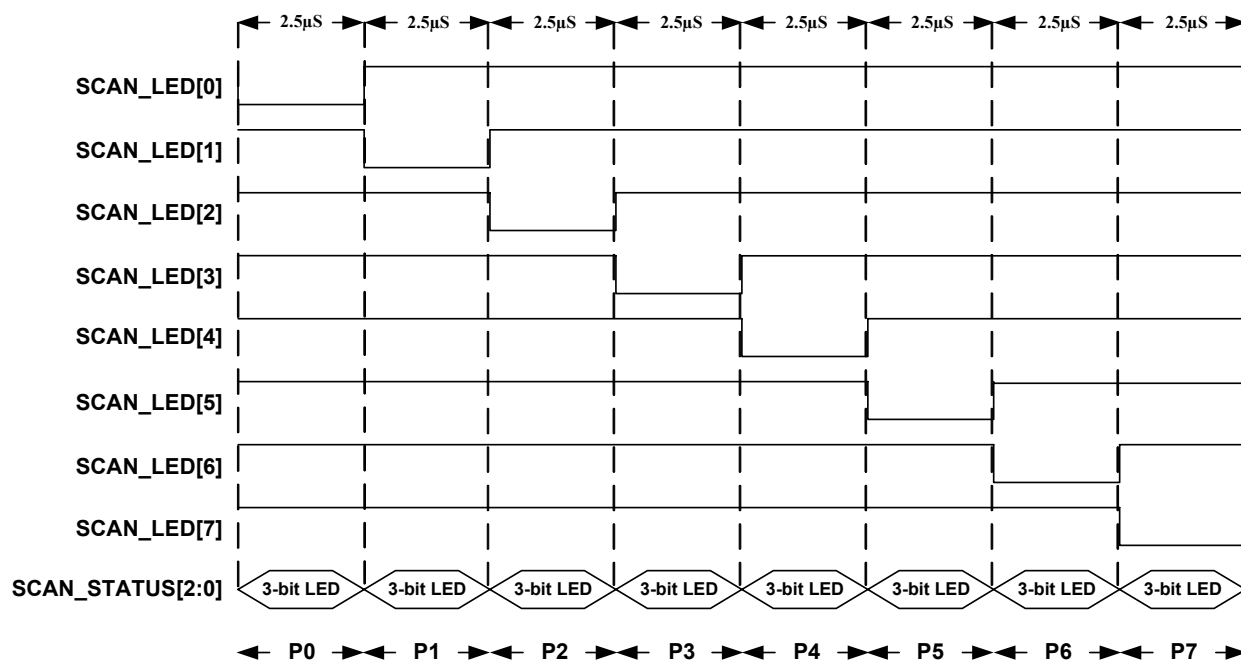 2.5µS 2.5µS 2.5µS 2.5µS 2.5µS 2.5µS 2.5µS 2.5µS
SCAN_LED[0]
SCAN_LED[1]
SCAN_LED[2]
SCAN_LED[3]
SCAN_LED[4]
SCAN_LED[5]
SCAN_LED[6]
SCAN_LED[7]
SCAN_STATUS[2:0] 3-bit LED 3-bit LED 3-bit LED 3-bit LED 3-bit LED 3-bit LED 3-bit LED 3-bit LED
P0 P1 P2 P3 P4 P5 P6 P7